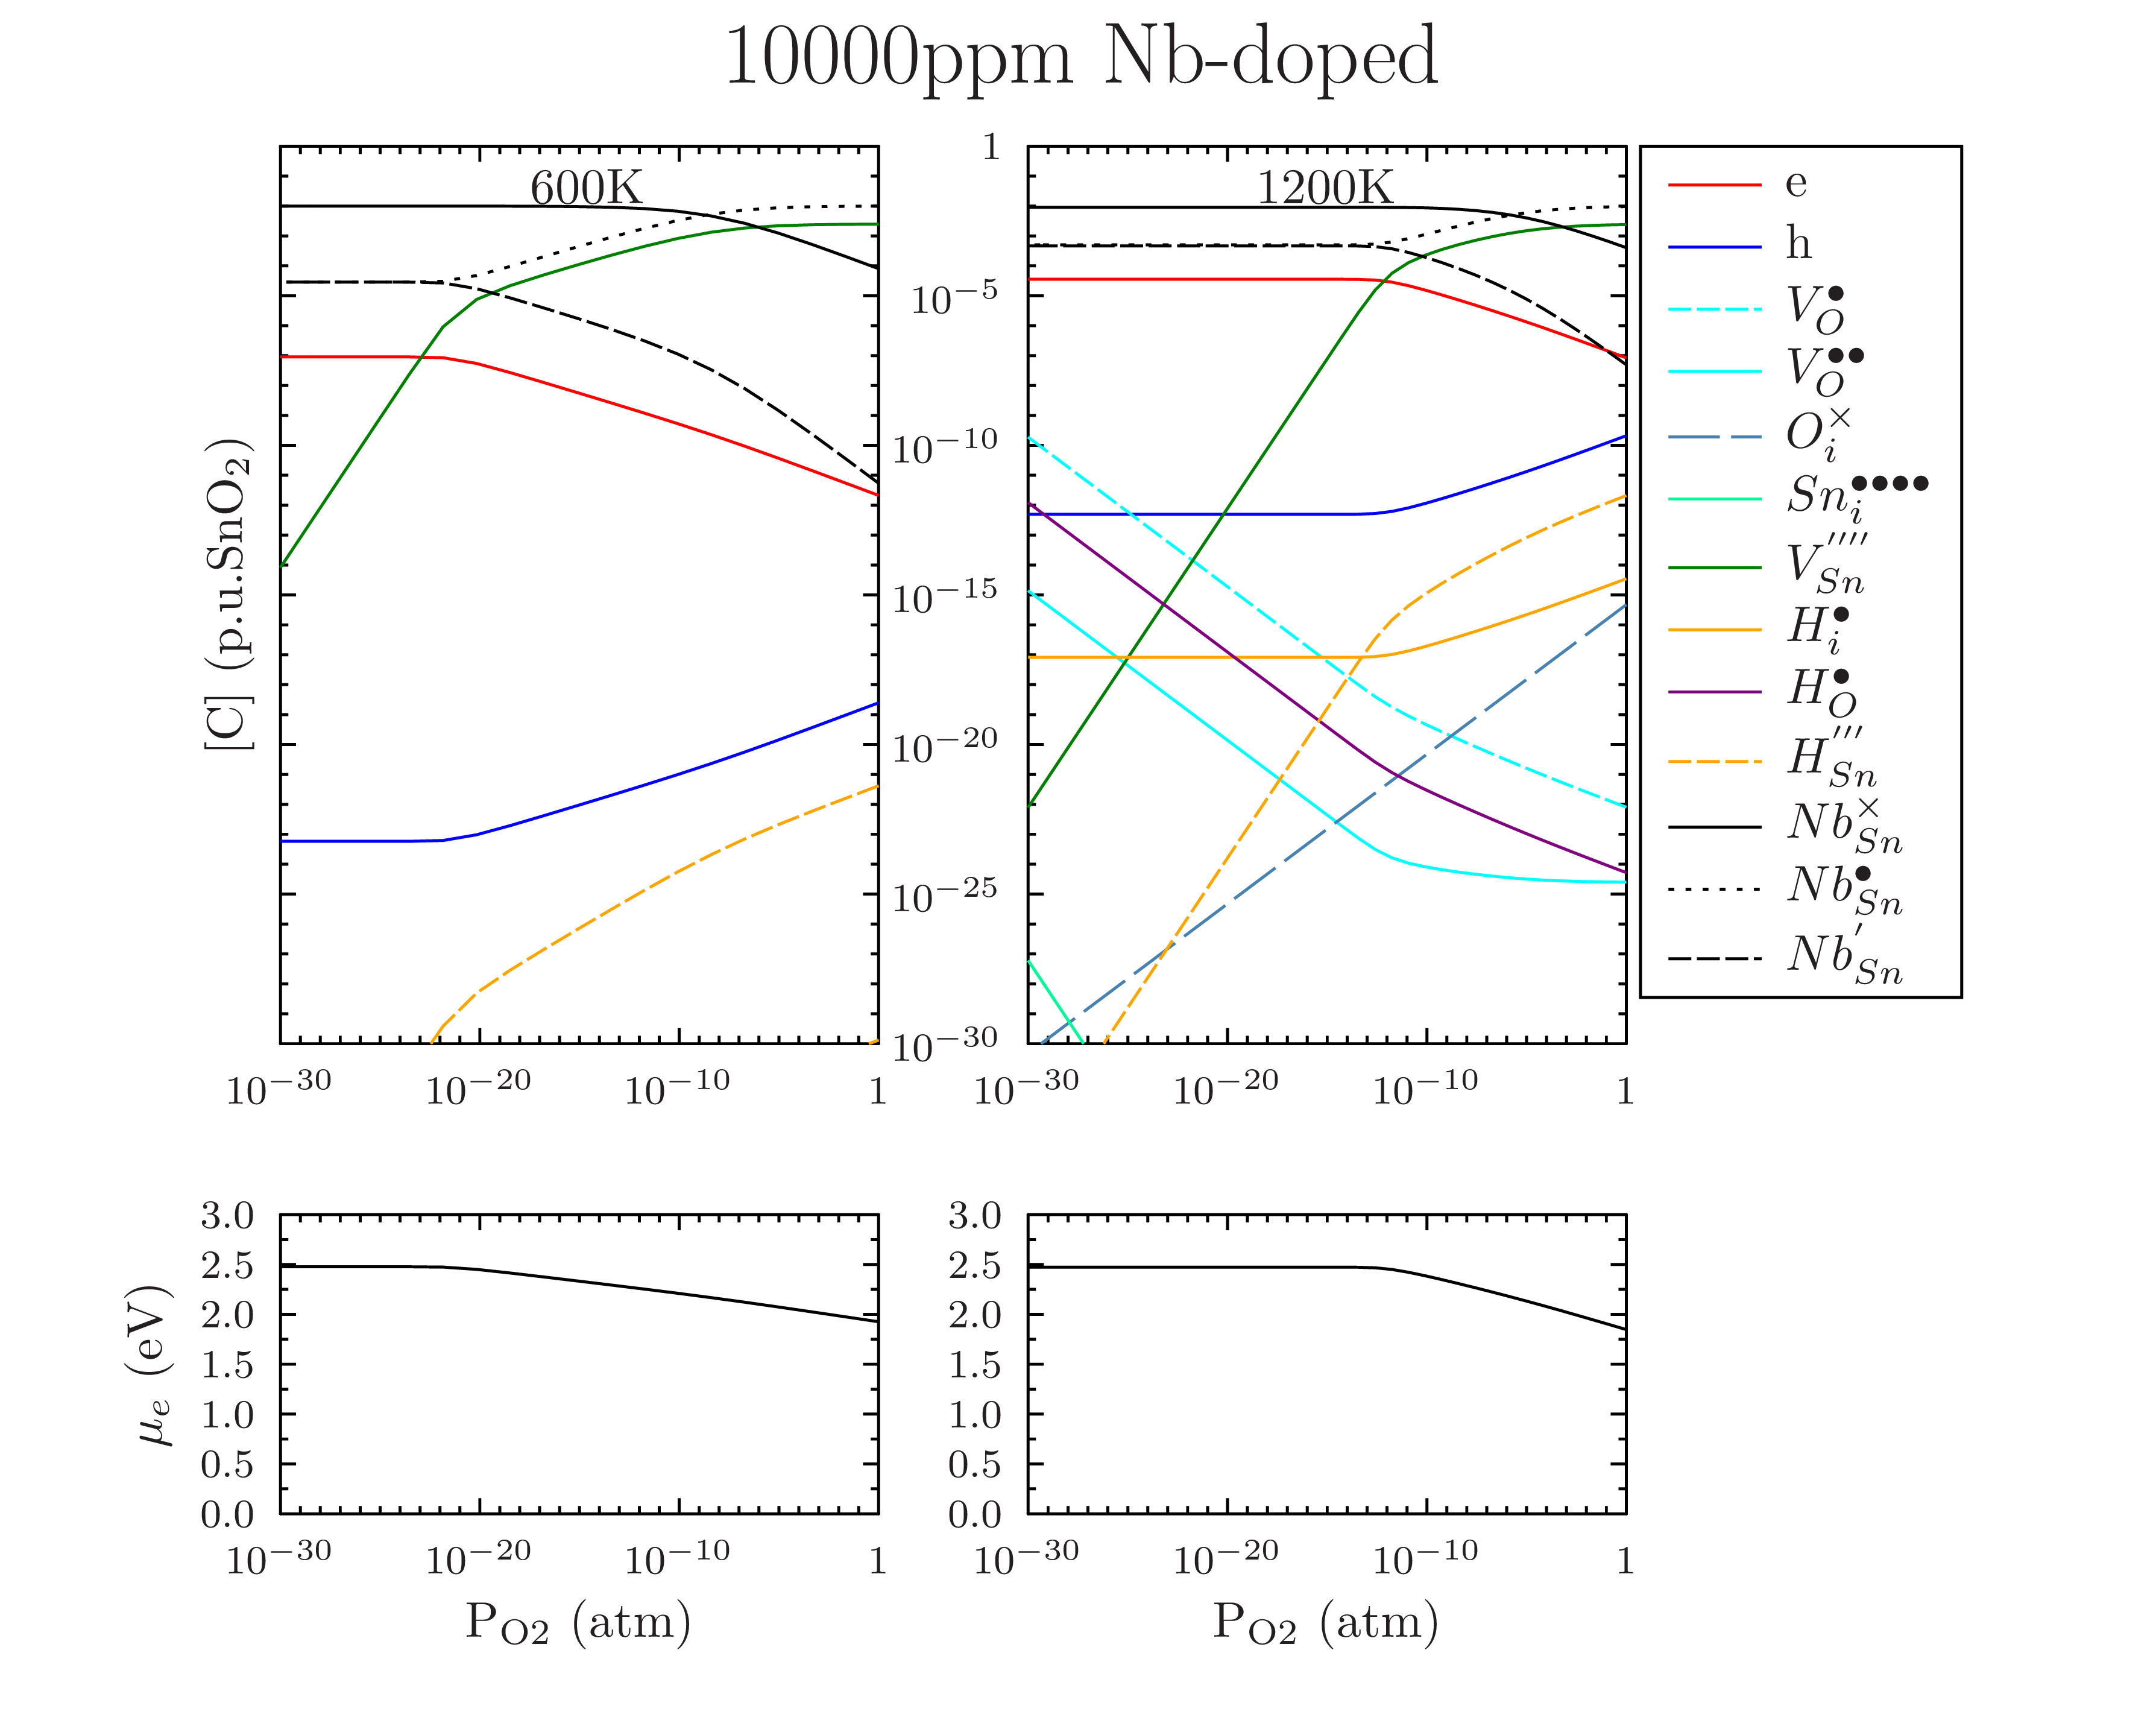 10000ppm Nb-doped
600K
1200K
[C] (p.u.SnO₂)
1
10⁻⁵
10⁻¹⁰
10⁻¹⁵
10⁻²⁰
10⁻²⁵
10⁻³⁰
10⁻³⁰ 10⁻²⁰ 10⁻¹⁰ 1
10⁻³⁰ 10⁻²⁰ 10⁻¹⁰ 1
e
h
V_O^•
V_O^••
O_i^×
Sn_i^••••
V_Sn^''''
H_i^•
H_O^•
H_Sn^'''
Nb_Sn^×
Nb_Sn^•
Nb_Sn^'
μₑ (eV)
3.0
2.5
2.0
1.5
1.0
0.5
0.0
3.0
2.5
2.0
1.5
1.0
0.5
0.0
10⁻³⁰ 10⁻²⁰ 10⁻¹⁰ 1
10⁻³⁰ 10⁻²⁰ 10⁻¹⁰ 1
P_O2 (atm)
P_O2 (atm)